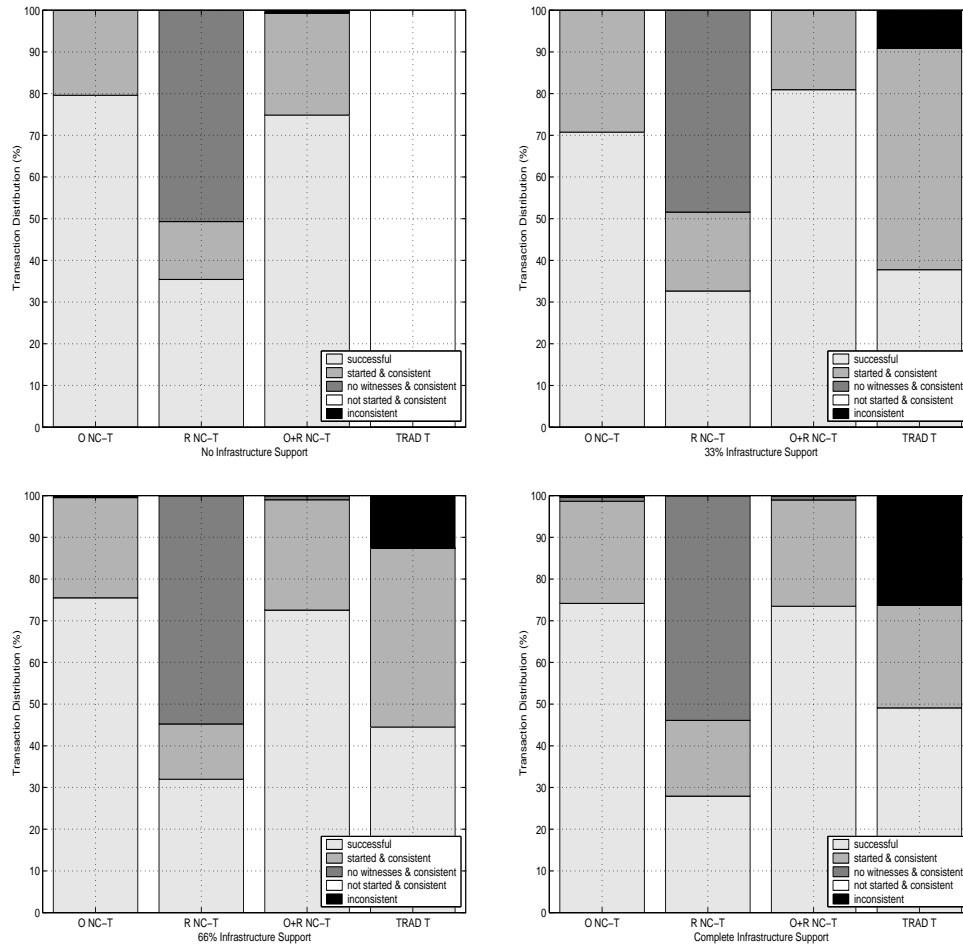 Transaction Distribution (%)
100
90
80
70
60
50
40
30
20
10
0
successful
started & consistent
no witnesses & consistent
not started & consistent
inconsistent
O NC−T R NC−T O+R NC−T TRAD T
No Infrastructure Support
Transaction Distribution (%)
100
90
80
70
60
50
40
30
20
10
0
successful
started & consistent
no witnesses & consistent
not started & consistent
inconsistent
O NC−T R NC−T O+R NC−T TRAD T
33% Infrastructure Support
Transaction Distribution (%)
100
90
80
70
60
50
40
30
20
10
0
successful
started & consistent
no witnesses & consistent
not started & consistent
inconsistent
O NC−T R NC−T O+R NC−T TRAD T
66% Infrastructure Support
Transaction Distribution (%)
100
90
80
70
60
50
40
30
20
10
0
successful
started & consistent
no witnesses & consistent
not started & consistent
inconsistent
O NC−T R NC−T O+R NC−T TRAD T
Complete Infrastructure Support